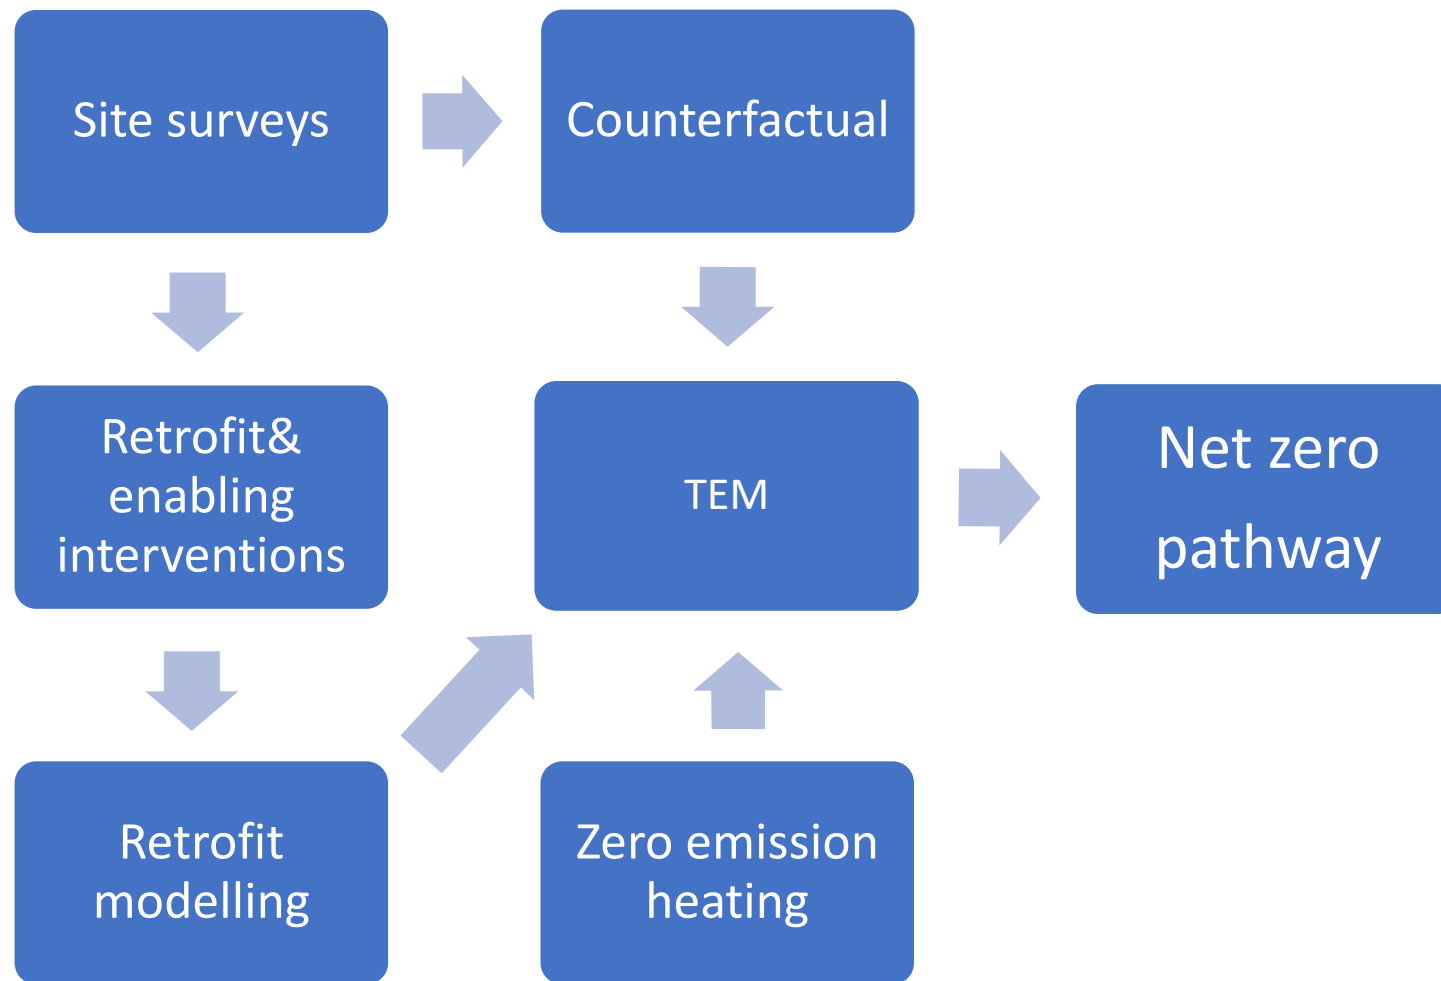 Site surveys
Counterfactual
Retrofit&
enabling
interventions
TEM
Net zero
pathway
Retrofit
modelling
Zero emission
heating